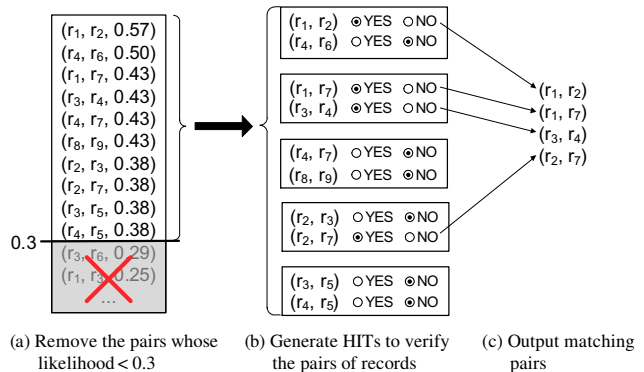 (r1, r2, 0.57)
(r4, r6, 0.50)
(r1, r7, 0.43)
(r3, r4, 0.43)
(r4, r7, 0.43)
(r8, r9, 0.43)
(r2, r3, 0.38)
(r2, r7, 0.38)
(r3, r5, 0.38)
(r4, r5, 0.38)
0.3
(r3, r6, 0.29)
(r1, r3, 0.25)
...
(a) Remove the pairs whose
likelihood < 0.3
(r1, r2) YES NO
(r4, r6) YES NO
(r1, r7) YES NO
(r3, r4) YES NO
(r4, r7) YES NO
(r8, r9) YES NO
(r2, r3) YES NO
(r2, r7) YES NO
(r3, r5) YES NO
(r4, r5) YES NO
(b) Generate HITs to verify
the pairs of records
(r1, r2)
(r1, r7)
(r3, r4)
(r2, r7)
(c) Output matching
pairs